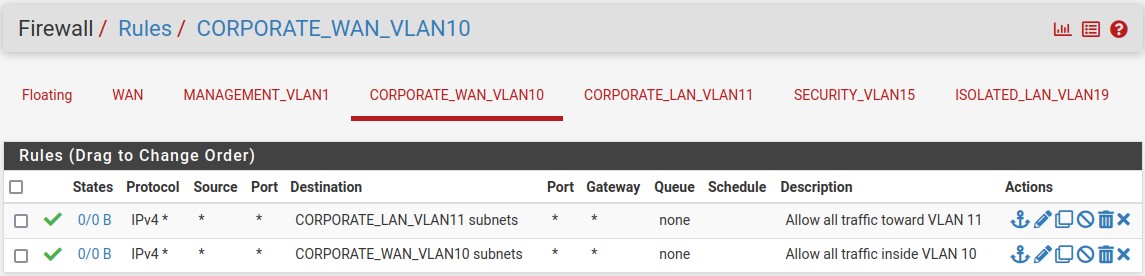 Firewall / Rules / CORPORATE_WAN_VLAN10
Floating WAN MANAGEMENT_VLAN1 CORPORATE_WAN_VLAN10 CORPORATE_LAN_VLAN11 SECURITY_VLAN15 ISOLATED_LAN_VLAN19
Rules (Drag to Change Order)
States Protocol Source Port Destination Port Gateway Queue Schedule Description Actions
0/0 B IPv4 * * * CORPORATE_LAN_VLAN11 subnets * * none Allow all traffic toward VLAN 11
0/0 B IPv4 * * * CORPORATE_WAN_VLAN10 subnets * * none Allow all traffic inside VLAN 10